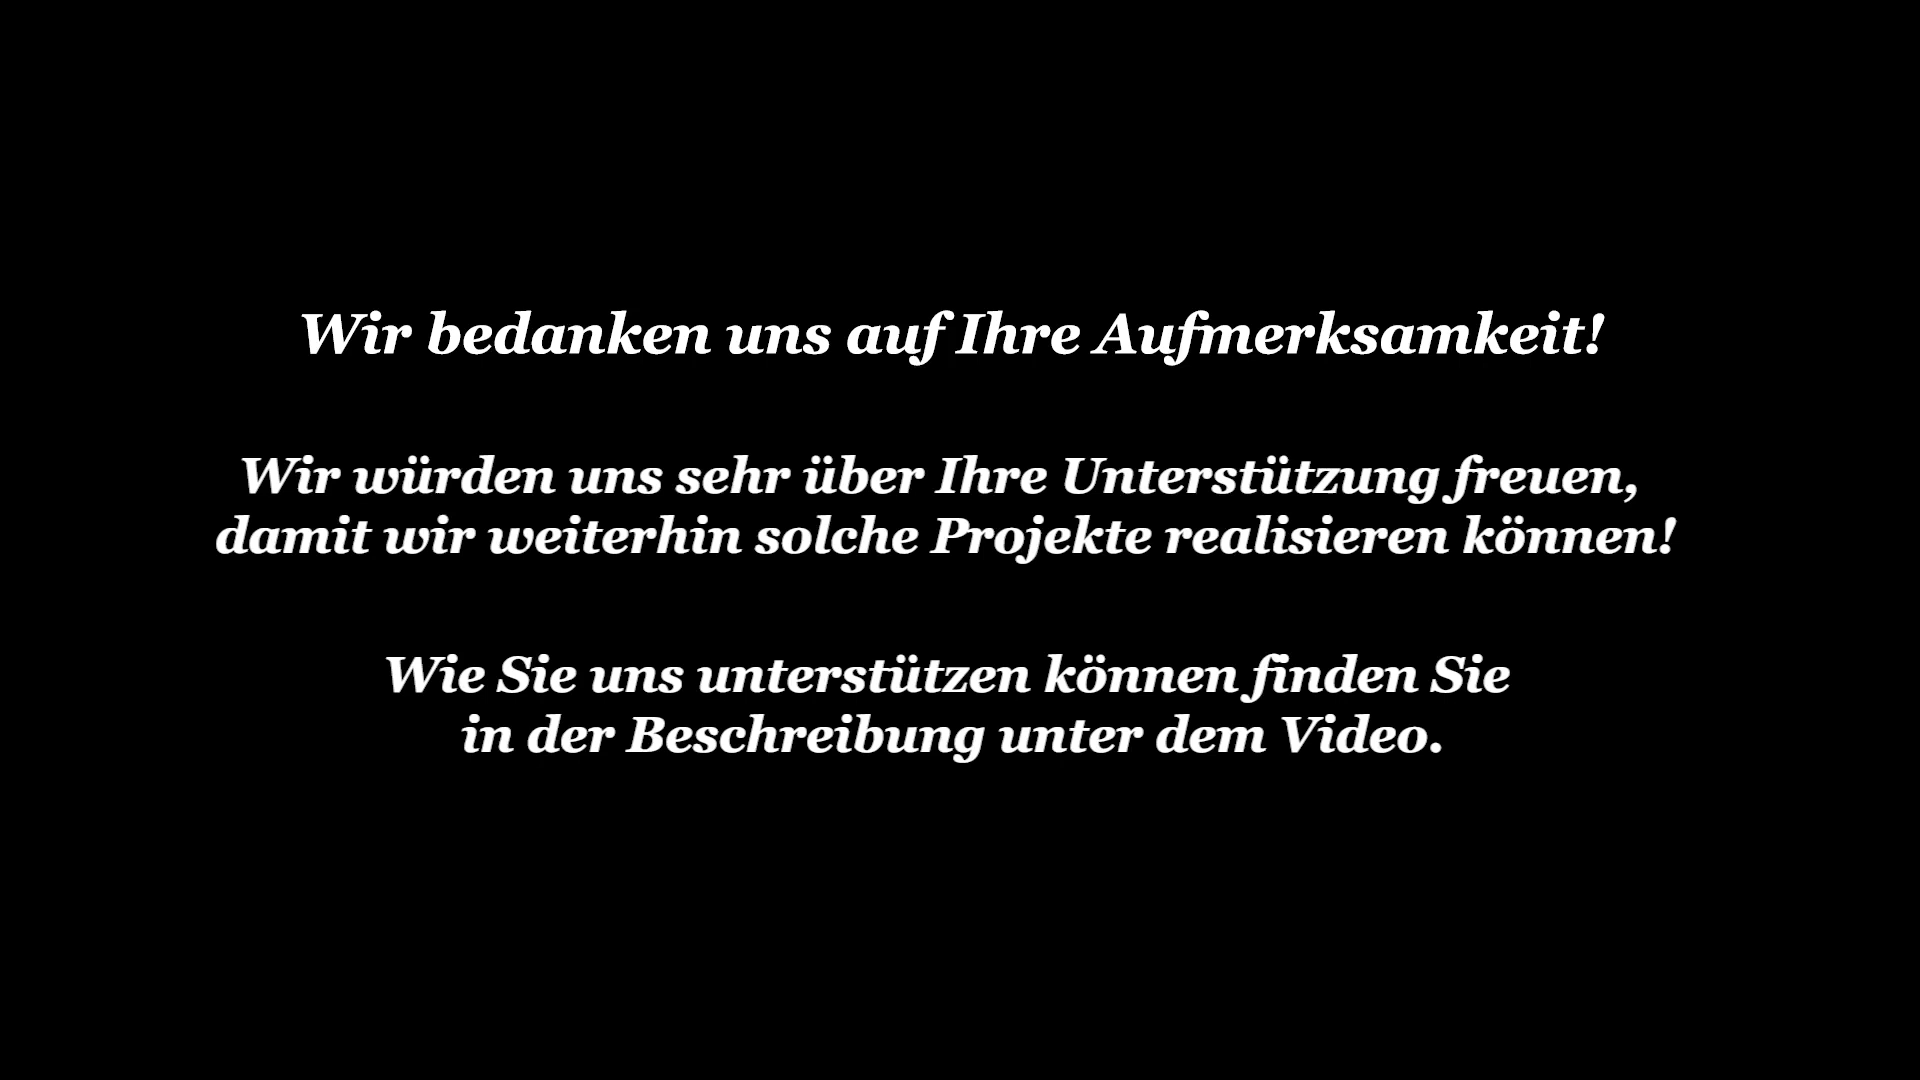 Wir bedanken uns auf Ihre Aufmerksamkeit!
Wir würden uns sehr über Ihre Unterstützung freuen,
damit wir weiterhin solche Projekte realisieren können!
Wie Sie uns unterstützen können finden Sie
in der Beschreibung unter dem Video.